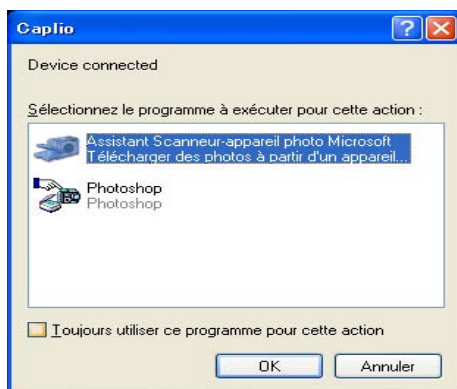 Caplio
Device connected
Sélectionnez le programme à exécuter pour cette action :
Assistant Scanneur-appareil photo Microsoft
Télécharger des photos à partir d'un appareil...
Photoshop
Photoshop
Toujours utiliser ce programme pour cette action
OK
Annuler